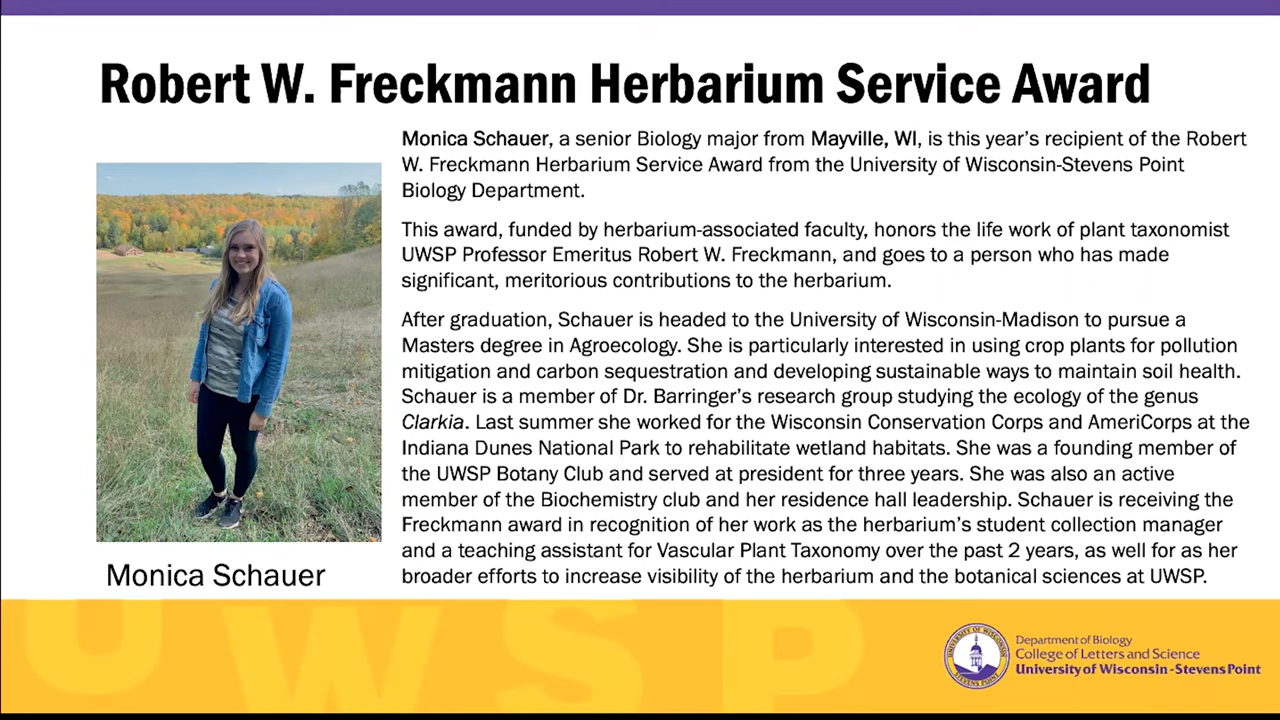 Robert W. Freckmann Herbarium Service Award
Monica Schauer, a senior Biology major from Mayville, WI, is this year's recipient of the Robert
W. Freckmann Herbarium Service Award from the University of Wisconsin-Stevens Point
Biology Department.
This award, funded by herbarium-associated faculty, honors the life work of plant taxonomist
UWSP Professor Emeritus Robert W. Freckmann, and goes to a person who has made
significant, meritorious contributions to the herbarium.
After graduation, Schauer is headed to the University of Wisconsin-Madison to pursue a
Masters degree in Agroecology. She is particularly interested in using crop plants for pollution
mitigation and carbon sequestration and developing sustainable ways to maintain soil health.
Schauer is a member of Dr. Barringer's research group studying the ecology of the genus
Clarkia. Last summer she worked for the Wisconsin Conservation Corps and AmeriCorps at the
Indiana Dunes National Park to rehabilitate wetland habitats. She was a founding member of
the UWSP Botany Club and served at president for three years. She was also an active
member of the Biochemistry club and her residence hall leadership. Schauer is receiving the
Freckmann award in recognition of her work as the herbarium's student collection manager
and a teaching assistant for Vascular Plant Taxonomy over the past 2 years, as well for as her
broader efforts to increase visibility of the herbarium and the botanical sciences at UWSP.
Monica Schauer
UWSP
UNIVERSITY OF WISCONSIN
STEVENS POINT
Department of Biology
College of Letters and Science
University of Wisconsin - Stevens Point